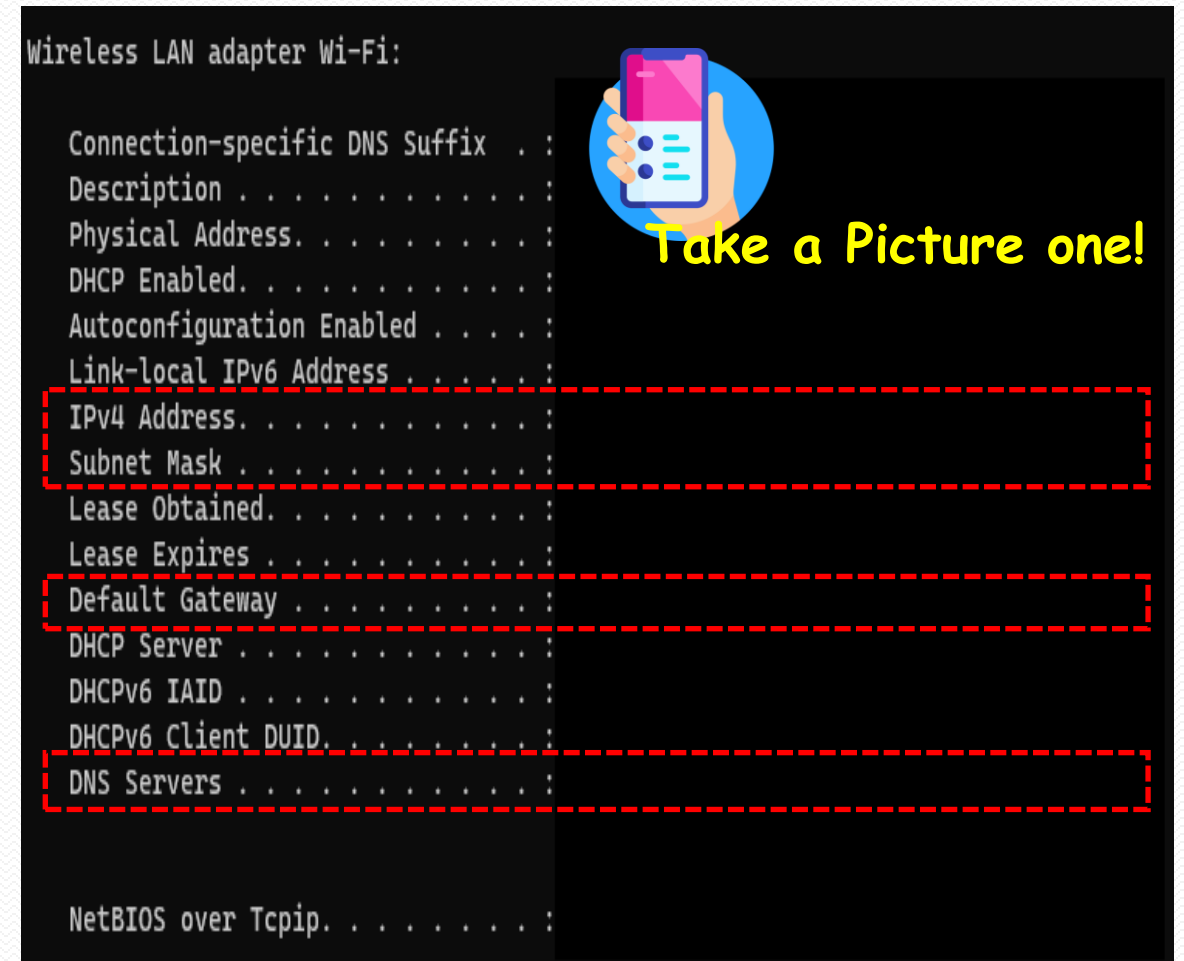 Wireless LAN adapter Wi-Fi:
Connection-specific DNS Suffix  . :
Description . . . . . . . . . . . :
Take a Picture one!
Physical Address. . . . . . . . . :
DHCP Enabled. . . . . . . . . . . :
Autoconfiguration Enabled . . . . :
Link-local IPv6 Address . . . . . :
IPv4 Address. . . . . . . . . . . :
Subnet Mask . . . . . . . . . . . :
Lease Obtained. . . . . . . . . . :
Lease Expires . . . . . . . . . . :
Default Gateway . . . . . . . . . :
DHCP Server . . . . . . . . . . . :
DHCPv6 IAID . . . . . . . . . . . :
DHCPv6 Client DUID. . . . . . . . :
DNS Servers . . . . . . . . . . . :
NetBIOS over Tcpip. . . . . . . . :